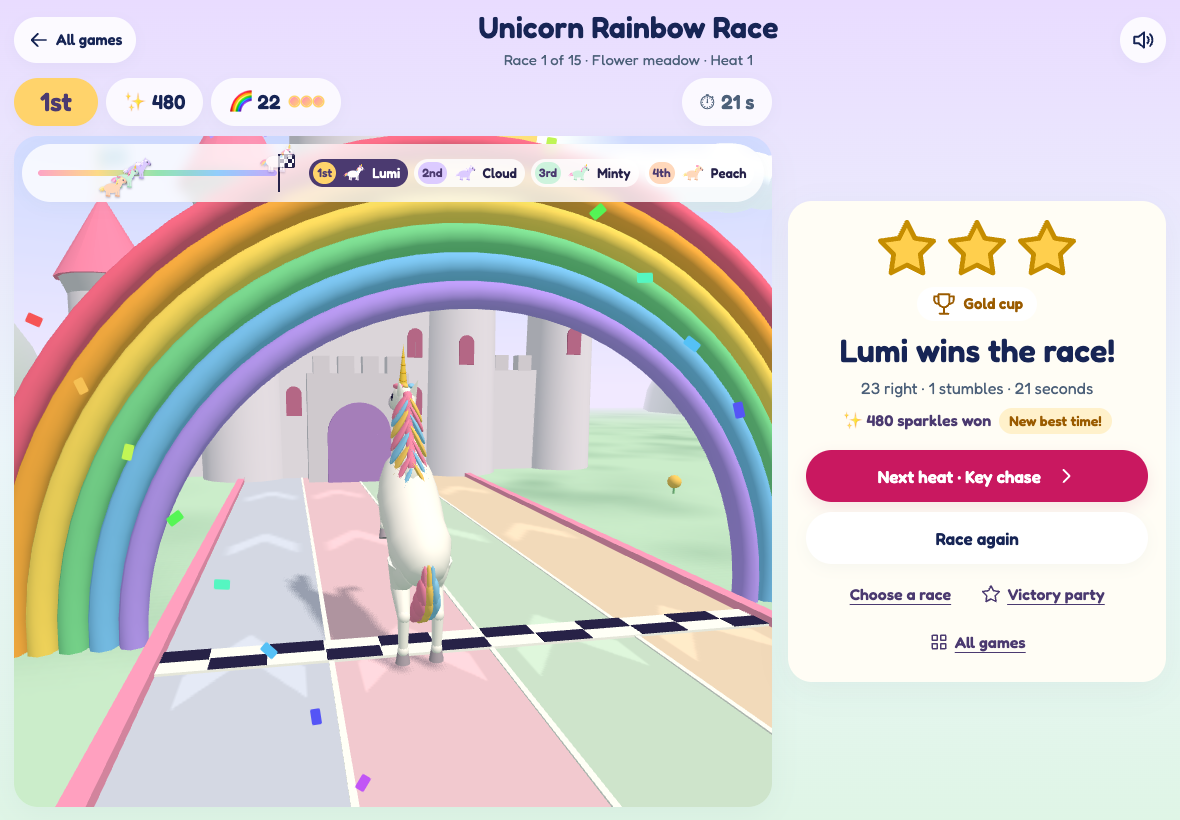 All games
Unicorn Rainbow Race
Race 1 of 15 · Flower meadow · Heat 1
1st
480
22
21 s
1st Lumi
2nd Cloud
3rd Minty
4th Peach
Gold cup
Lumi wins the race!
23 right · 1 stumbles · 21 seconds
480 sparkles won New best time!
Next heat · Key chase
Race again
Choose a race
Victory party
All games